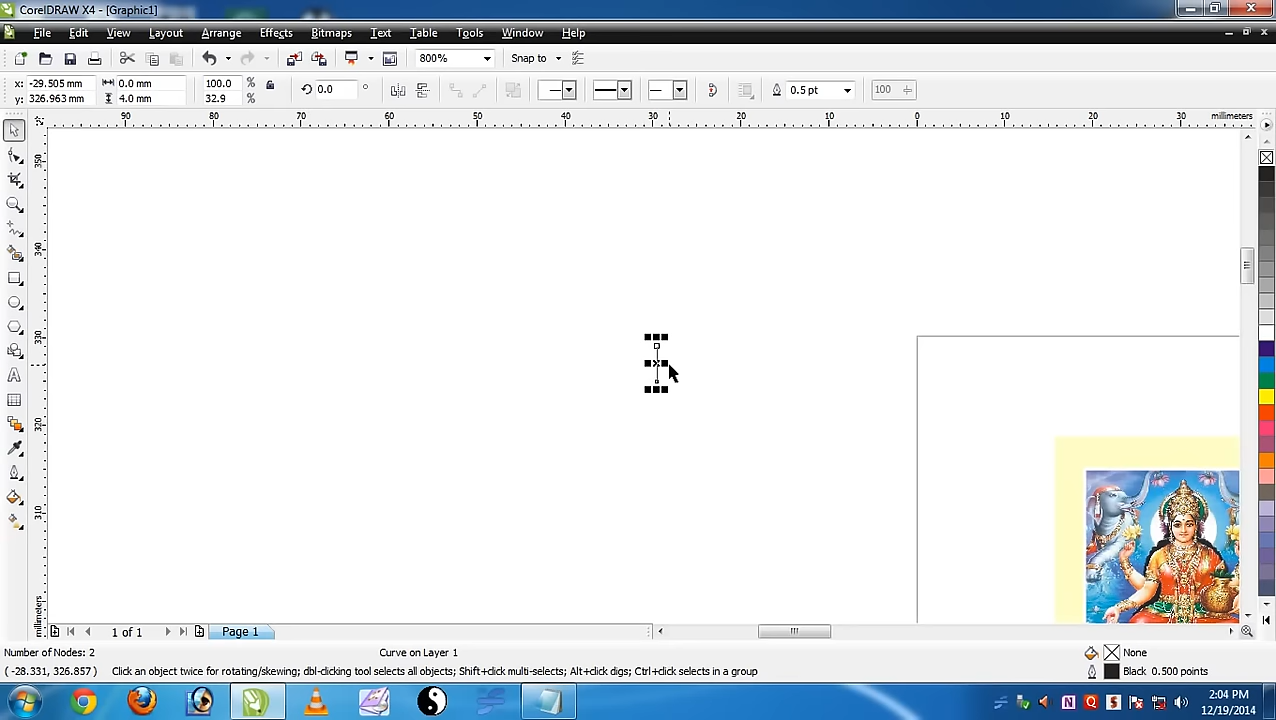 CorelDRAW X4 - [Graphic1]
File Edit View Layout Arrange Effects Bitmaps Text Table Tools Window Help
800% Snap to
x: -29.505 mm 0.0 mm 100.0 %
y: 326.963 mm 4.0 mm 32.9 %
0.0 °
0.5 pt
100
90 80 70 60 50 40 30 20 10 0 10 20 30 millimeters
350
340
330
320
310
millimeters
1 of 1 Page 1
Number of Nodes: 2 Curve on Layer 1 None
( -28.331, 326.857 ) Click an object twice for rotating/skewing; dbl-clicking tool selects all objects; Shift+click multi-selects; Alt+click digs; Ctrl+click selects in a group Black 0.500 points
2:04 PM
12/19/2014